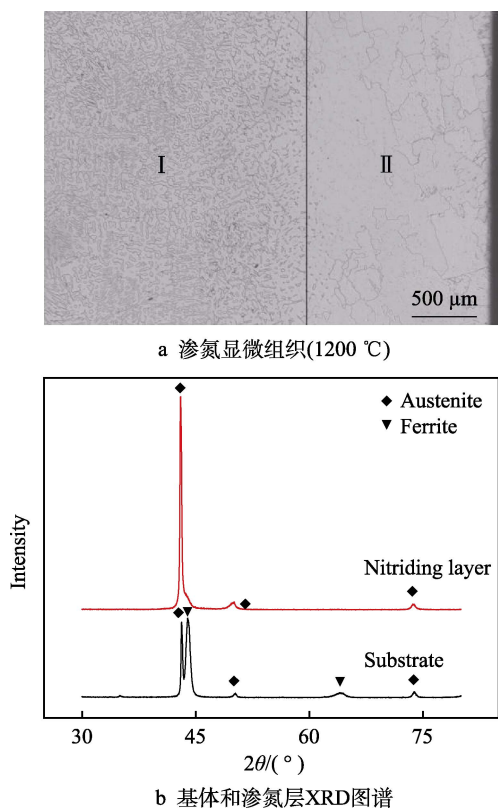 I
II
500 μm
a 渗氮显微组织(1200 ℃)
◆ Austenite
▼ Ferrite
Intensity
Nitriding layer
Substrate
30 45 60 75
2θ/(°)
b 基体和渗氮层XRD图谱